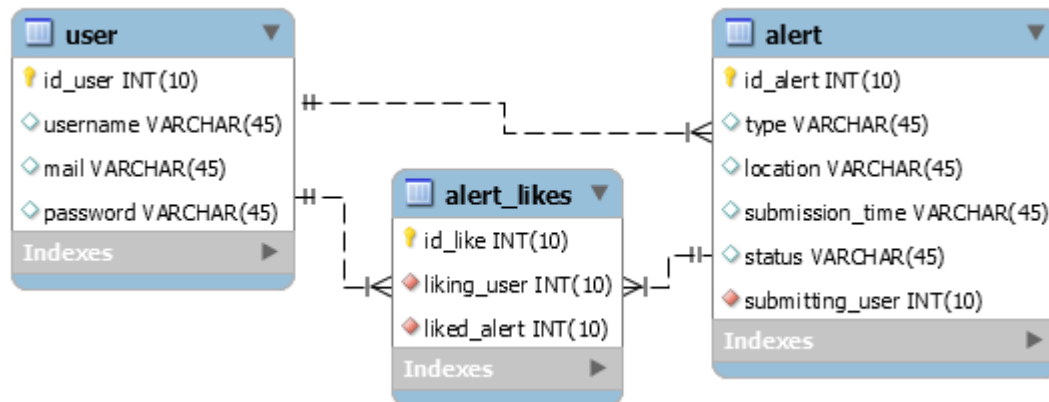 user
id_user INT(10)
username VARCHAR(45)
mail VARCHAR(45)
password VARCHAR(45)
Indexes
alert_likes
id_like INT(10)
liking_user INT(10)
liked_alert INT(10)
Indexes
alert
id_alert INT(10)
type VARCHAR(45)
location VARCHAR(45)
submission_time VARCHAR(45)
status VARCHAR(45)
submitting_user INT(10)
Indexes